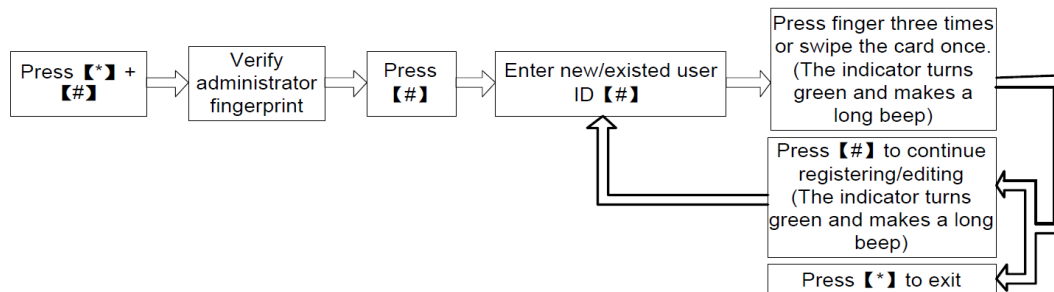 Press【*】+
【#】
Verify
administrator
fingerprint
Press
【#】
Enter new/existed user
ID【#】
Press finger three times
or swipe the card once.
(The indicator turns
green and makes a
long beep)
Press【#】to continue
registering/editing
(The indicator turns
green and makes a long
beep)
Press【*】to exit